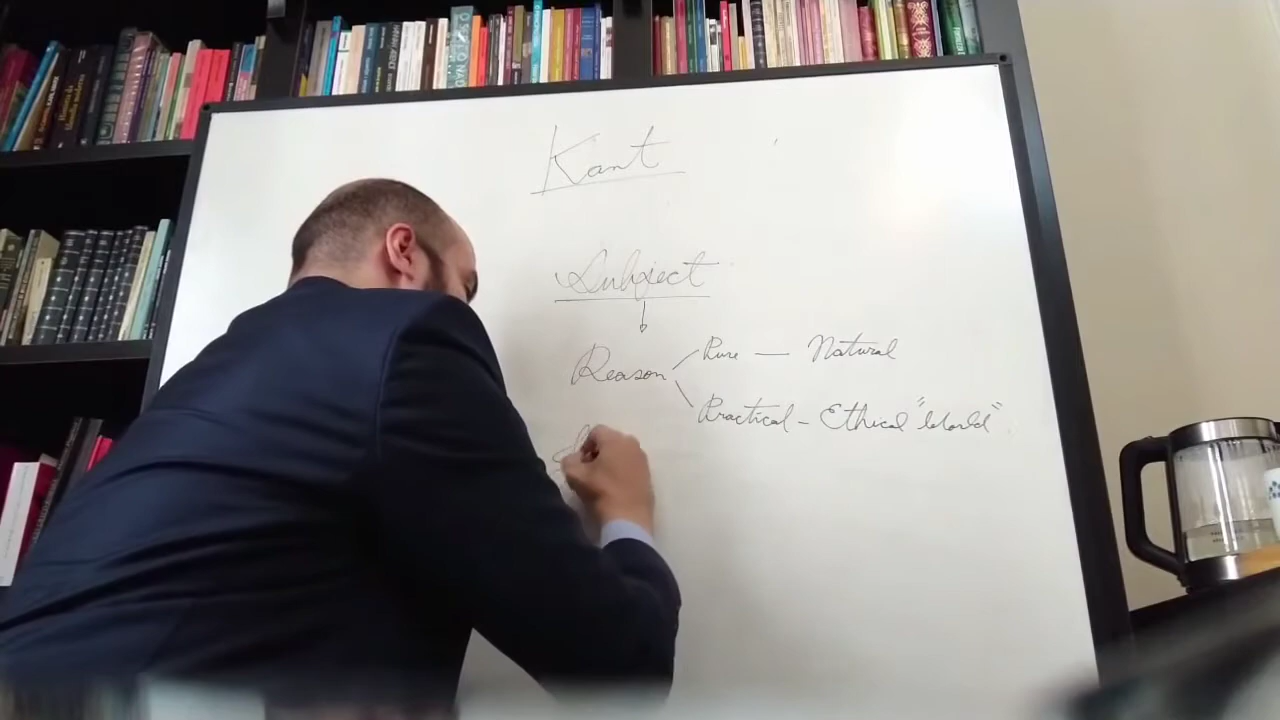 Kant
Subject
Reason
Pure — Natural
Practical - Ethical "World"